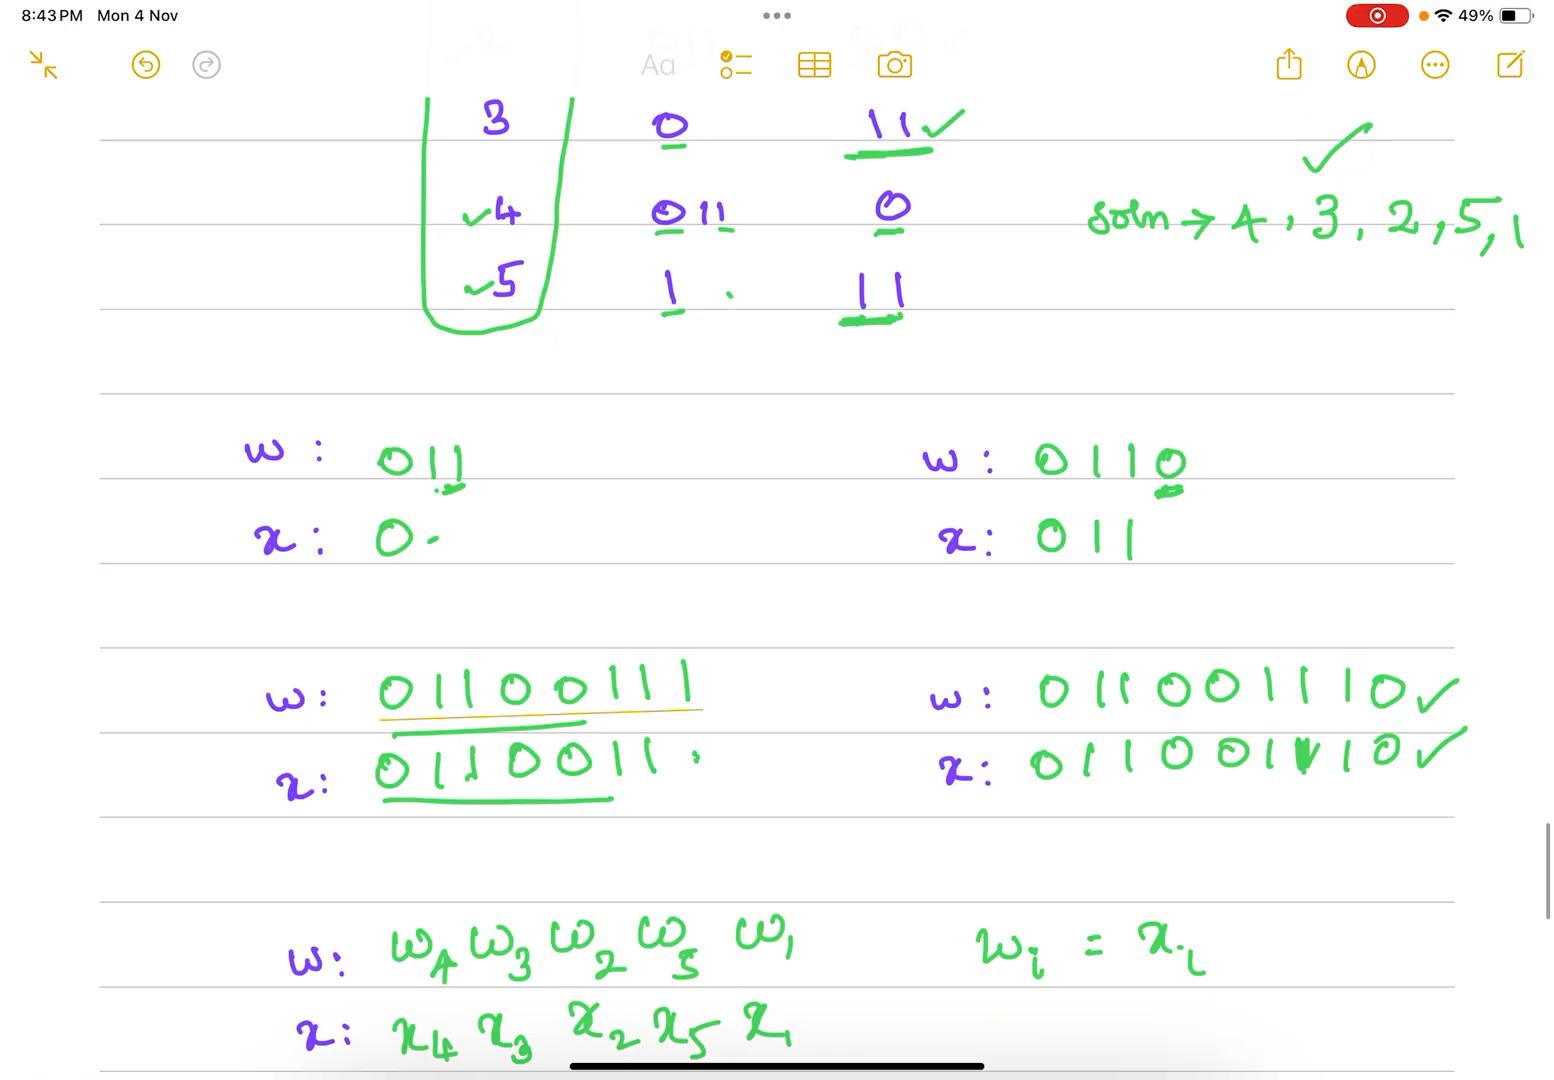 8:43 PM Mon 4 Nov 49%
Aa
3 0 11 ✓
✓4 011 0 soln → 4, 3, 2, 5, 1
✓5 1 . 11
w : 011 w : 0110
x : 0 x : 011
w : 01100111 w : 011001110 ✓
x : 0110011 x : 011001110 ✓
w : w₄ w₃ w₂ w₅ w₁ wᵢ = xᵢ
x : x₄ x₃ x₂ x₅ x₁